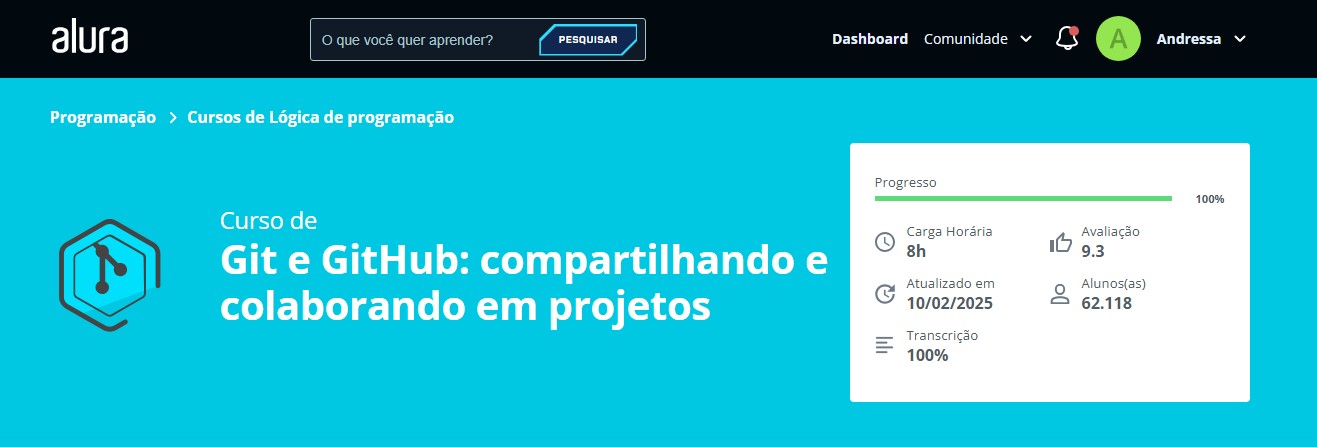 alura
O que você quer aprender?
PESQUISAR
Dashboard
Comunidade
A
Andressa
Programação
Cursos de Lógica de programação
Curso de
Git e GitHub: compartilhando e
colaborando em projetos
Progresso
100%
Carga Horária
8h
Avaliação
9.3
Atualizado em
10/02/2025
Alunos(as)
62.118
Transcrição
100%